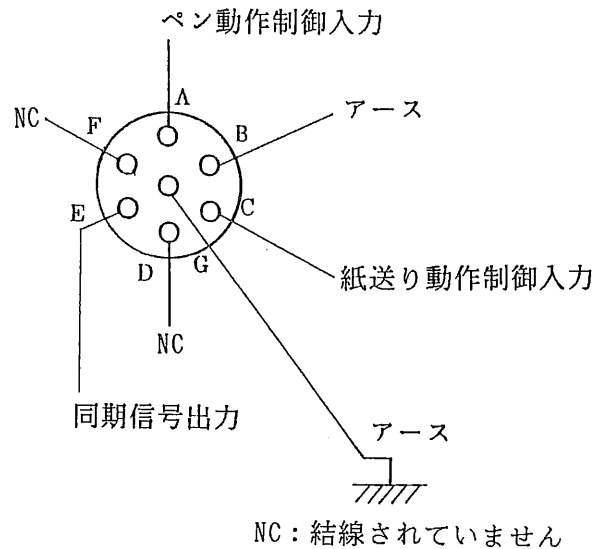 ペン動作制御入力
A
NC
F
B
アース
E
C
D
G
紙送り動作制御入力
NC
同期信号出力
アース
NC：結線されていません